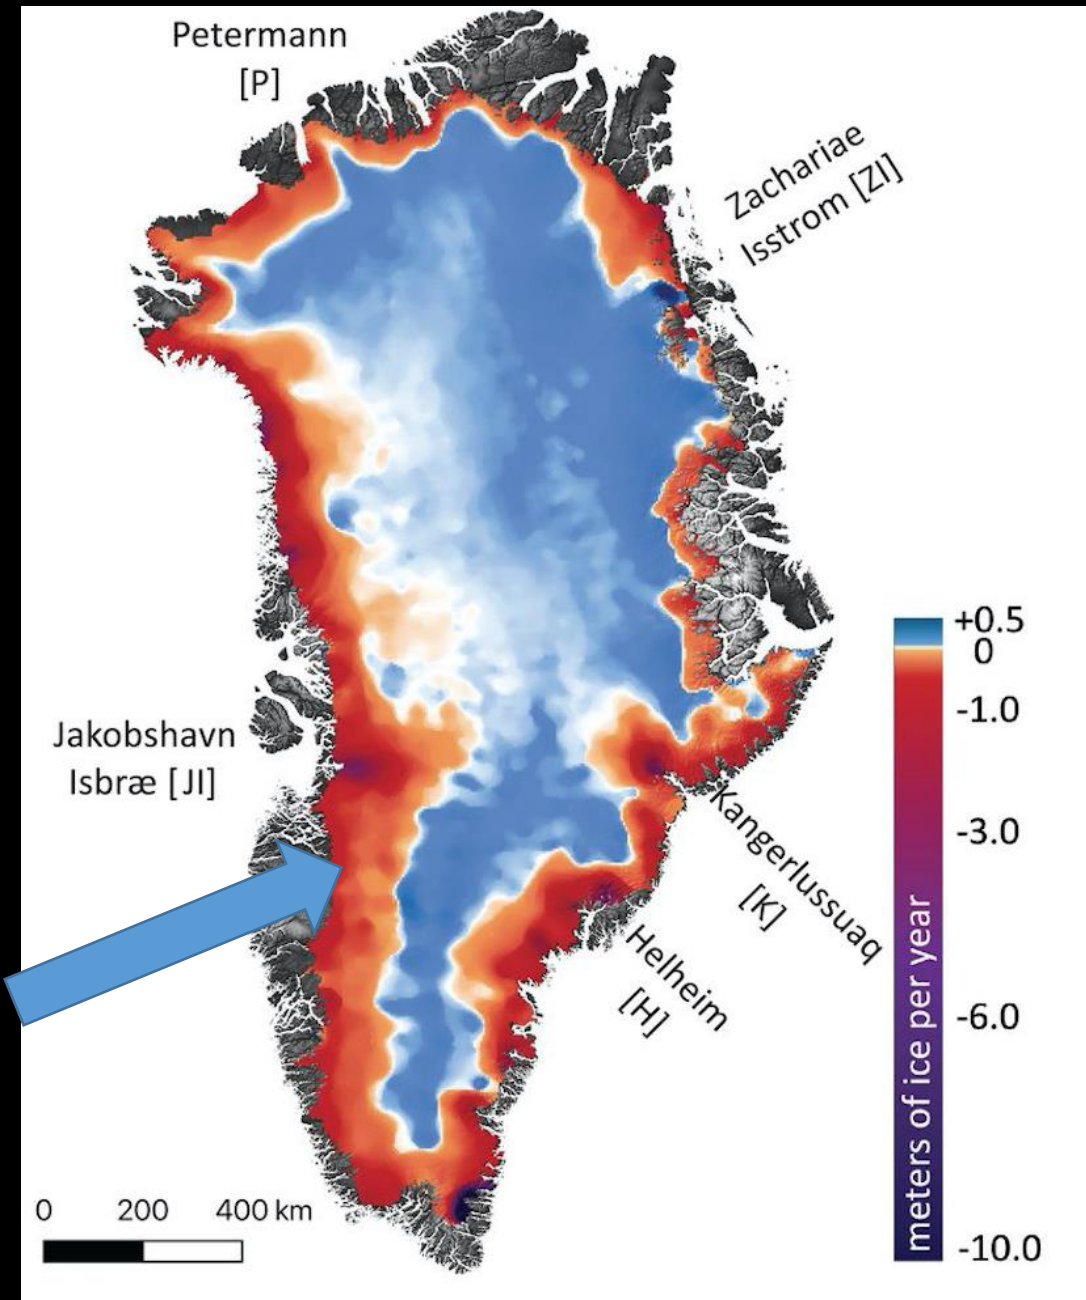 Petermann
[P]
Zachariae
Isstrom [ZI]
Jakobshavn
Isbræ [JI]
Kangerlussuaq
[K]
Helheim
[H]
+0.5
0
-1.0
-3.0
-6.0
-10.0
meters of ice per year
0 200 400 km